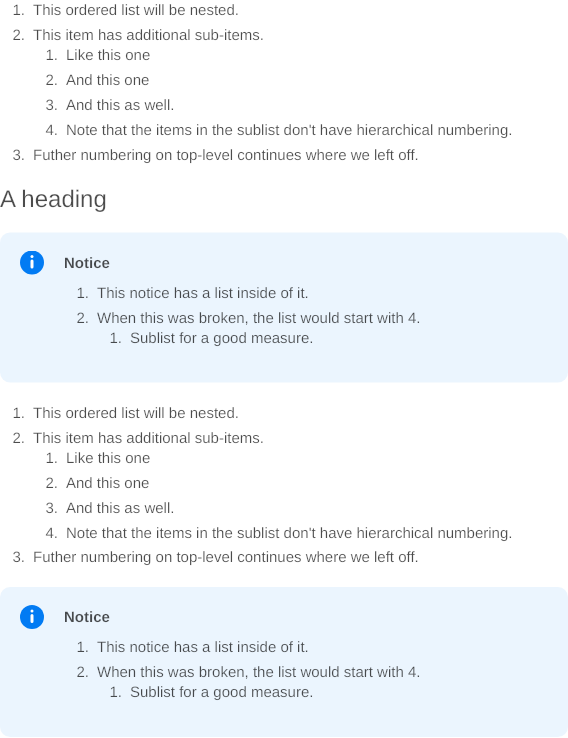 1. This ordered list will be nested.
2. This item has additional sub-items.
1. Like this one
2. And this one
3. And this as well.
4. Note that the items in the sublist don't have hierarchical numbering.
3. Futher numbering on top-level continues where we left off.
A heading
Notice
1. This notice has a list inside of it.
2. When this was broken, the list would start with 4.
1. Sublist for a good measure.
1. This ordered list will be nested.
2. This item has additional sub-items.
1. Like this one
2. And this one
3. And this as well.
4. Note that the items in the sublist don't have hierarchical numbering.
3. Futher numbering on top-level continues where we left off.
Notice
1. This notice has a list inside of it.
2. When this was broken, the list would start with 4.
1. Sublist for a good measure.